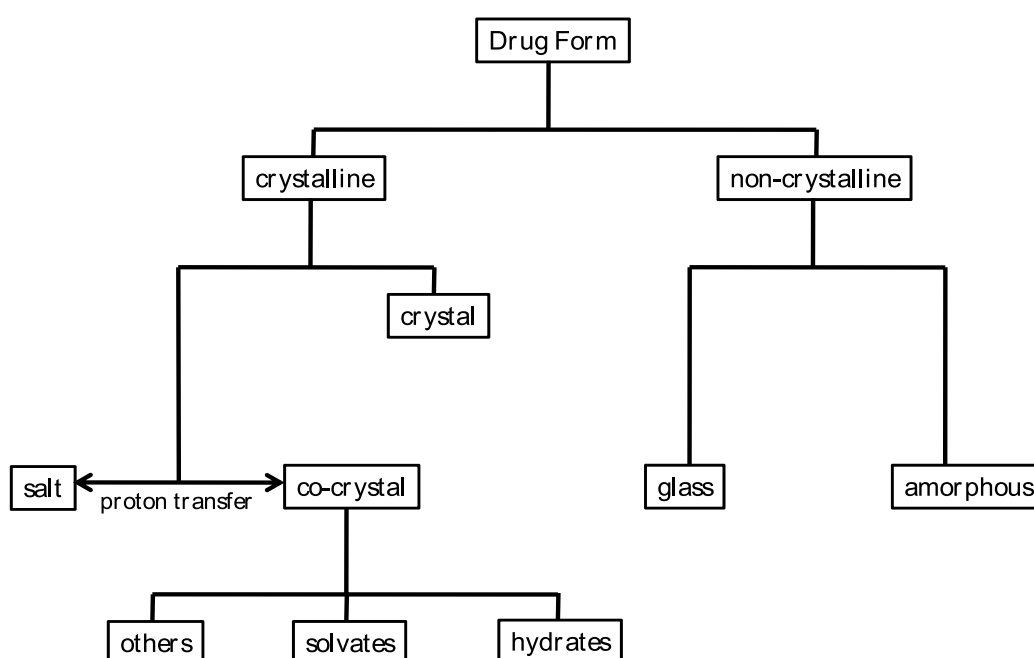 Drug Form
crystalline
non-crystalline
crystal
salt
proton transfer
co-crystal
glass
amorphous
others
solvates
hydrates